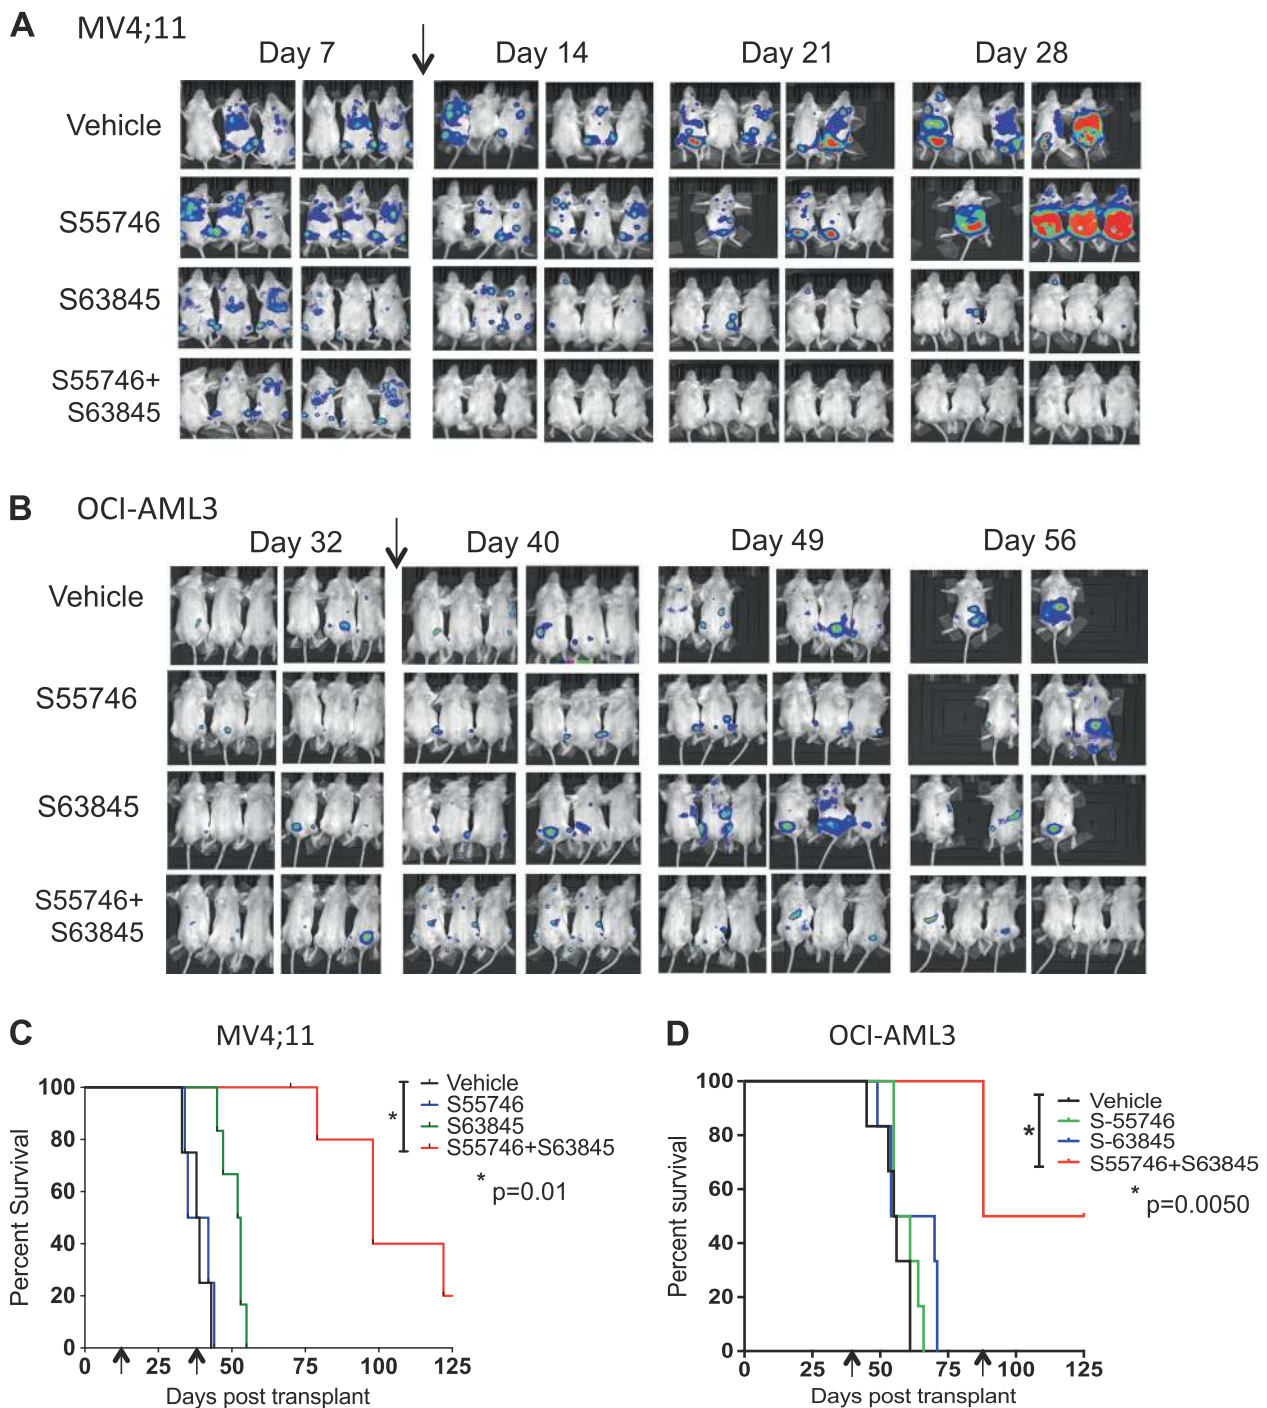 A MV4;11
Day 7 Day 14 Day 21 Day 28
Vehicle
S55746
S63845
S55746+
S63845
B OCI-AML3
Day 32 Day 40 Day 49 Day 56
Vehicle
S55746
S63845
S55746+
S63845
C MV4;11
100
80
60
40
20
0
Percent Survival
0 25 50 75 100 125
Days post transplant
Vehicle
S55746
S63845
S55746+S63845
*
* p=0.01
D OCI-AML3
100
80
60
40
20
0
Percent survival
0 25 50 75 100 125
Days post transplant
Vehicle
S-55746
S-63845
S55746+S63845
*
* p=0.0050